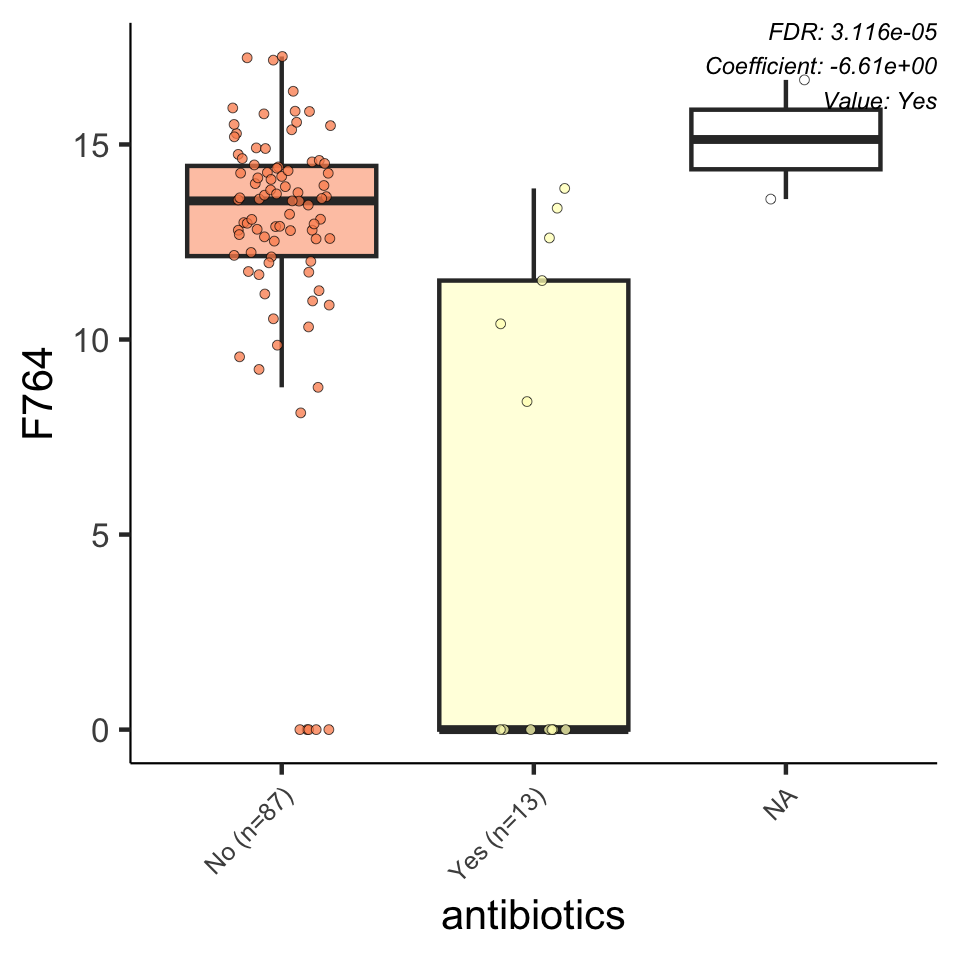 FDR: 3.116e-05
Coefficient: -6.61e+00
Value: Yes
15
10
5
0
F764
No (n=87)
Yes (n=13)
NA
antibiotics